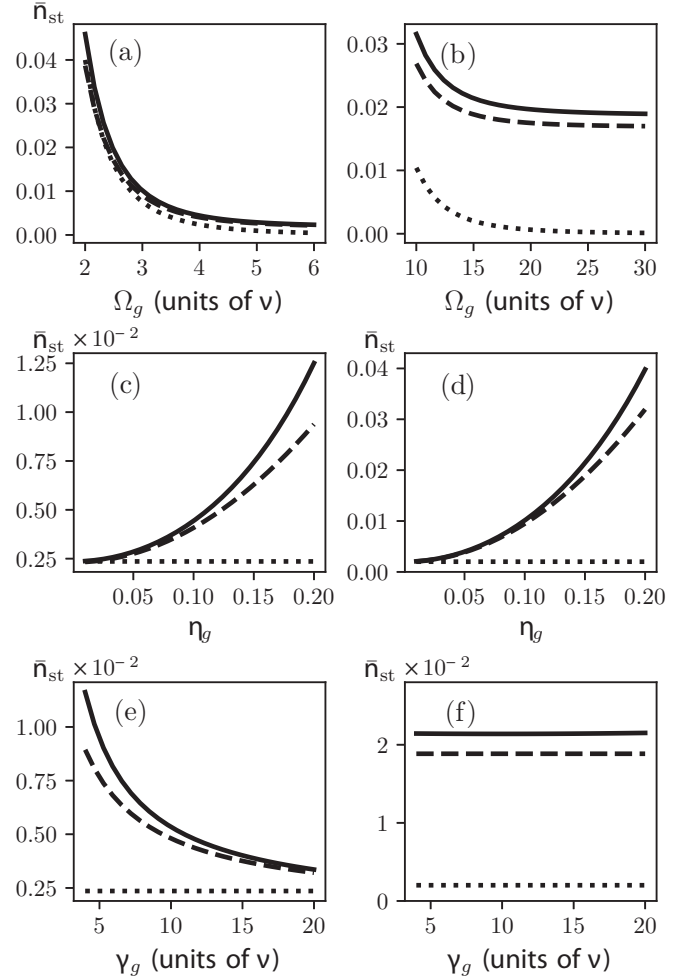 n̄st
(a)
0.04
0.03
0.02
0.01
0.00
2 3 4 5 6
Ωg (units of ν)
(b)
0.03
0.02
0.01
0.00
10 15 20 25 30
Ωg (units of ν)
n̄st ×10−2
(c)
1.25
1.00
0.75
0.50
0.25
0.05 0.10 0.15 0.20
ηg
n̄st
(d)
0.04
0.03
0.02
0.01
0.00
0.05 0.10 0.15 0.20
ηg
n̄st ×10−2
(e)
1.00
0.75
0.50
0.25
5 10 15 20
γg (units of ν)
n̄st ×10−2
(f)
2
1
0
5 10 15 20
γg (units of ν)